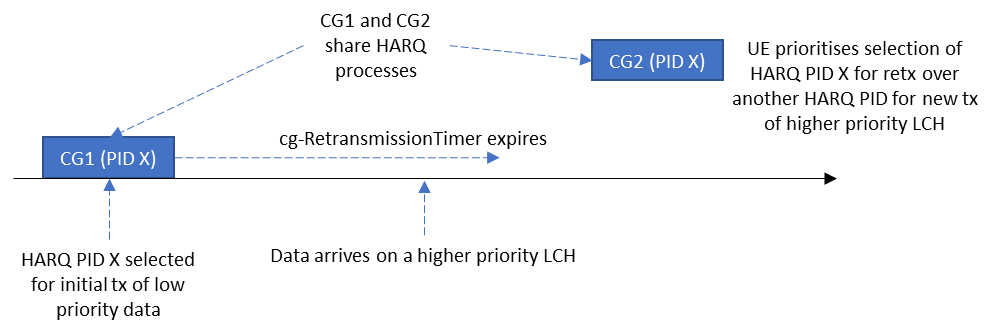 CG1 and CG2
share HARQ
processes
CG2 (PID X)
UE prioritises selection of
HARQ PID X for retx over
another HARQ PID for new tx
of higher priority LCH
cg-RetransmissionTimer expires
CG1 (PID X)
HARQ PID X selected
for initial tx of low
priority data
Data arrives on a higher priority LCH